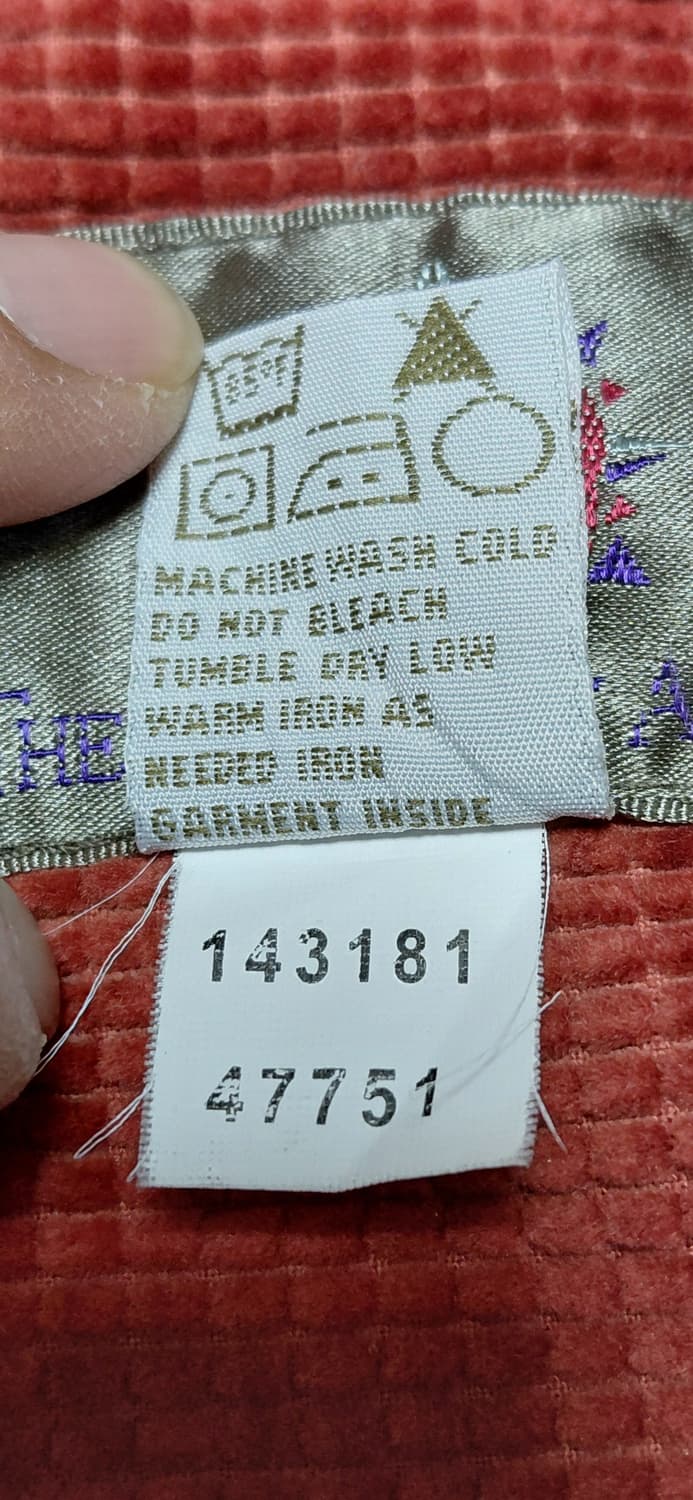 85°F
MACHINE WASH COLD
DO NOT BLEACH
TUMBLE DRY LOW
WARM IRON AS
NEEDED IRON
GARMENT INSIDE
THE
A
143181
47751